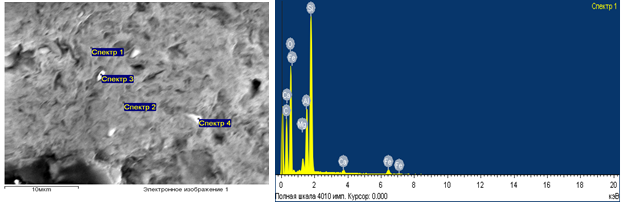 Спектр 1
Спектр 3
Спектр 2
Спектр 4
10мкм
Электронное изображение 1
Спектр 1
Si
O
Fe
Ca
C
Al
Mg
Ca
Fe
Fe
0 2 4 6 8 10 12 14 16 18 20
Полная шкала 4010 имп. Курсор: 0.000
кэВ